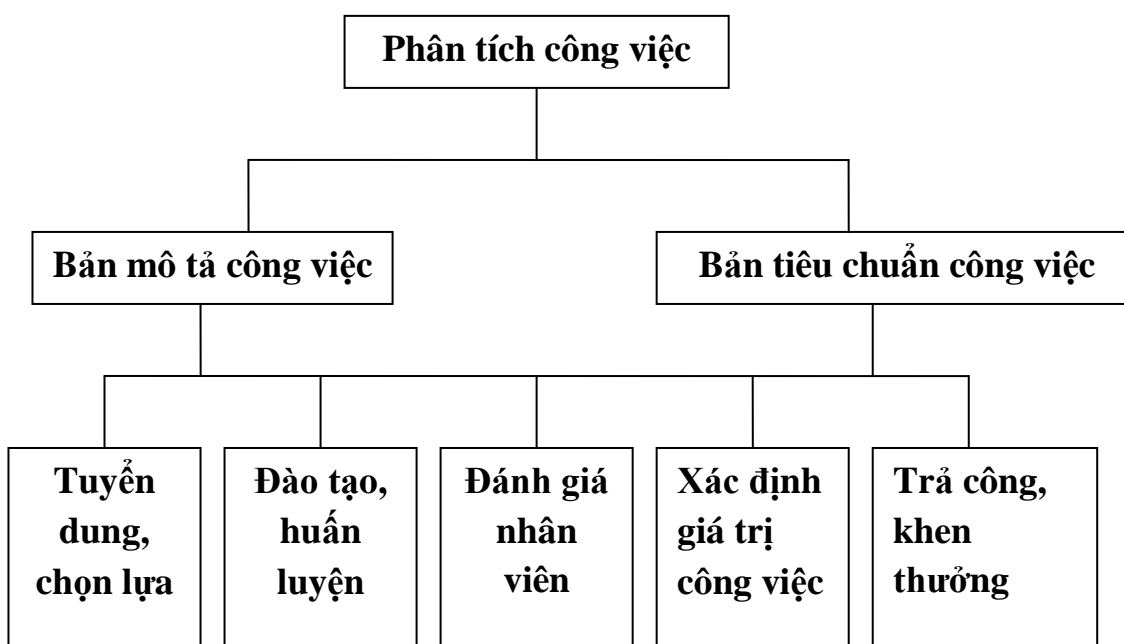 Phân tích công việc
Bản mô tả công việc
Bản tiêu chuẩn công việc
Tuyển
dung,
chọn lựa
Đào tạo,
huấn
luyện
Đánh giá
nhân
viên
Xác định
giá trị
công việc
Trả công,
khen
thưởng